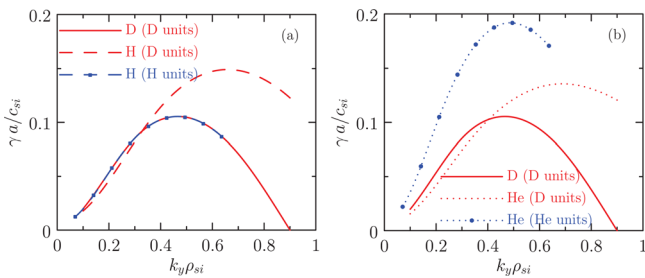 0.2
0.1
0
γ a/c_si
D (D units)
H (D units)
H (H units)
(a)
0 0.2 0.4 0.6 0.8 1
k_yρ_si
0.2
0.1
0
γ a/c_si
(b)
D (D units)
He (D units)
He (He units)
0 0.2 0.4 0.6 0.8 1
k_yρ_si